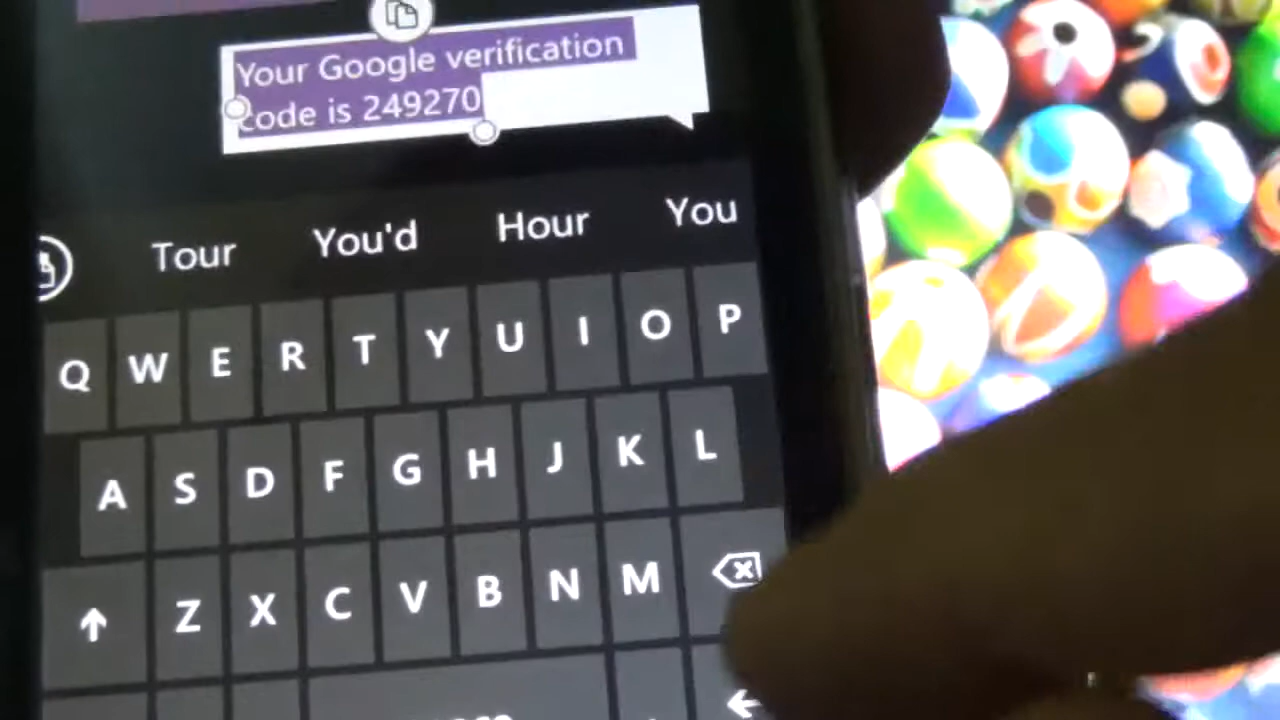 Your Google verification
code is 249270
Tour You'd Hour You
Q W E R T Y U I O P
A S D F G H J K L
Z X C V B N M